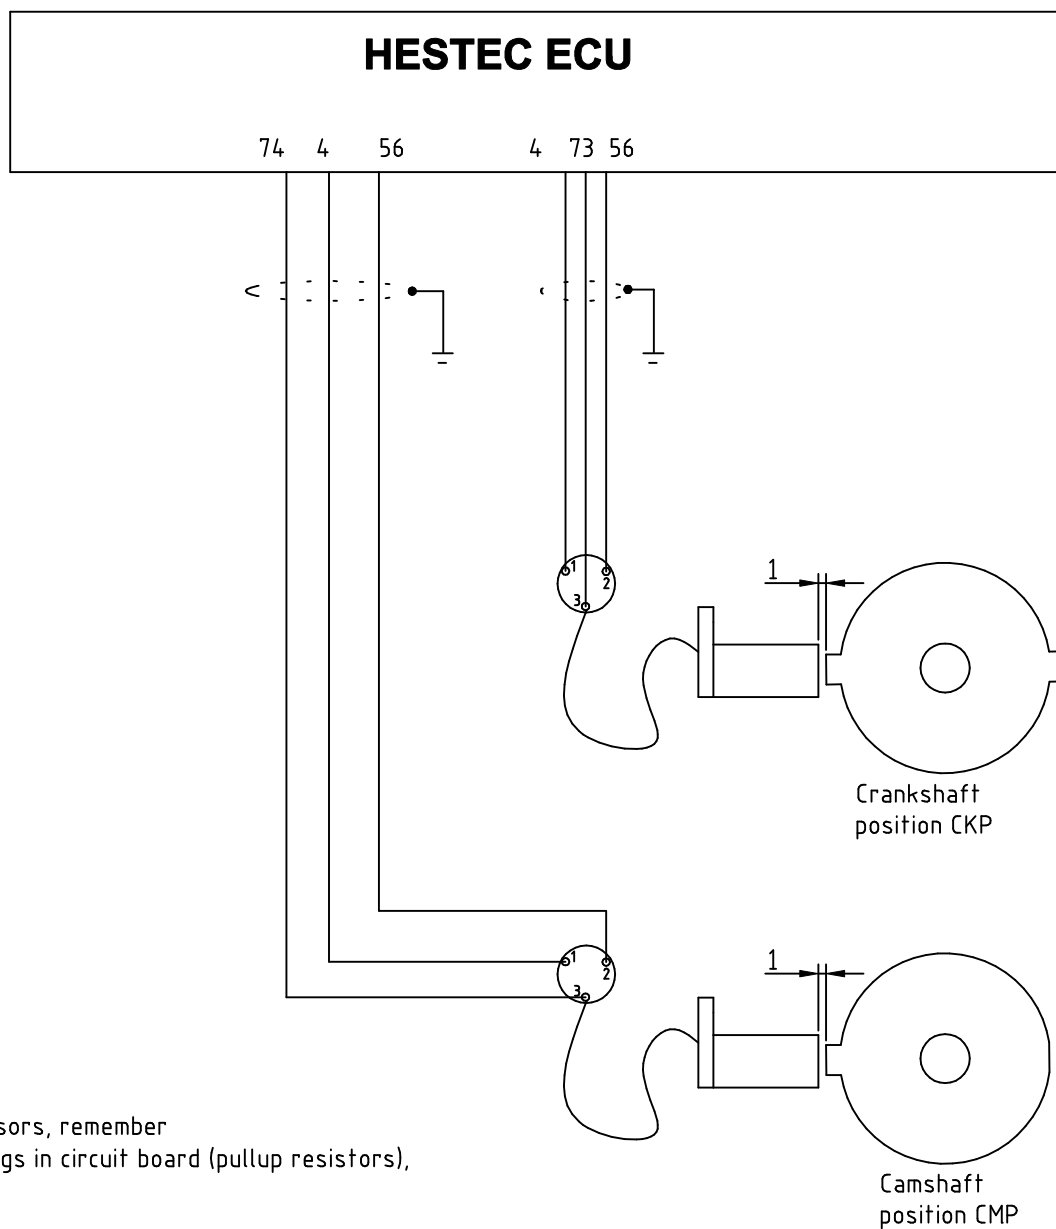 HESTEC ECU
74 4 56 4 73 56
1
2
3
1
Crankshaft
position CKP
1
2
3
1
sors, remember
gs in circuit board (pullup resistors),
Camshaft
position CMP